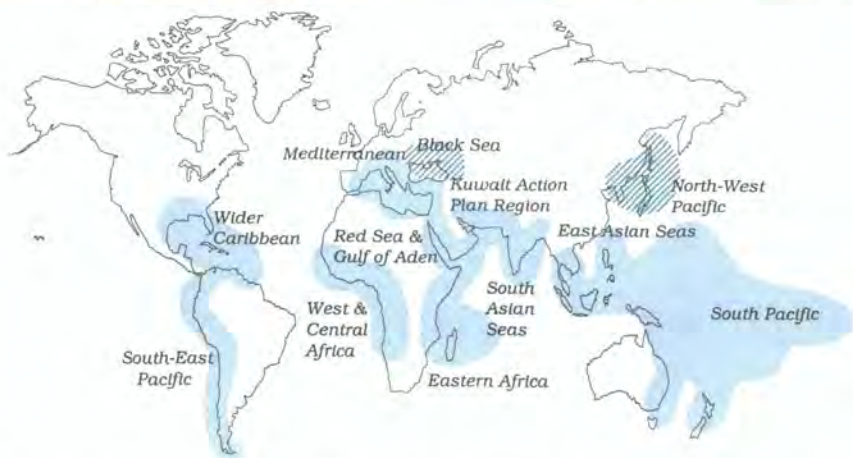 Mediterranean
Black Sea
Kuwait Action
Plan Region
North-West
Pacific
Wider
Caribbean
Red Sea &
Gulf of Aden
East Asian Seas
West &
Central
Africa
South
Asian
Seas
South Pacific
South-East
Pacific
Eastern Africa